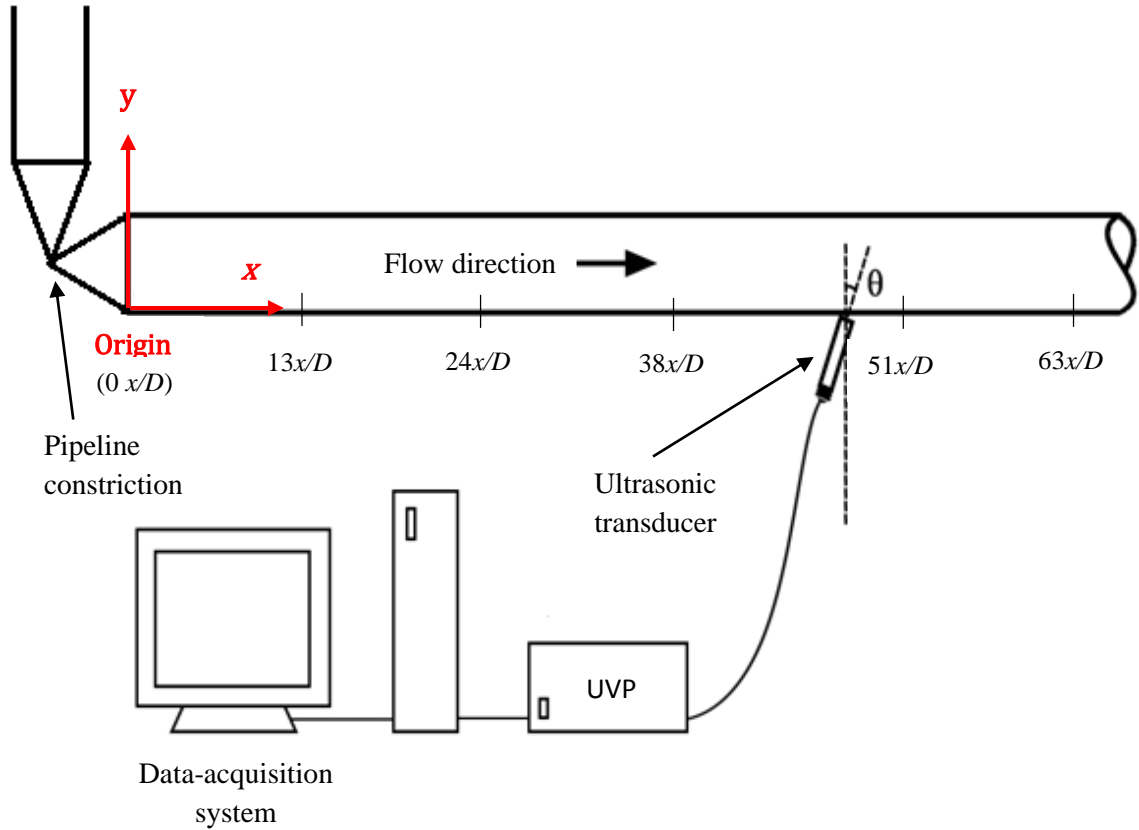 y
x
Flow direction
θ
Origin
(0 x/D)
13x/D
24x/D
38x/D
51x/D
63x/D
Pipeline
constriction
Ultrasonic
transducer
UVP
Data-acquisition
system